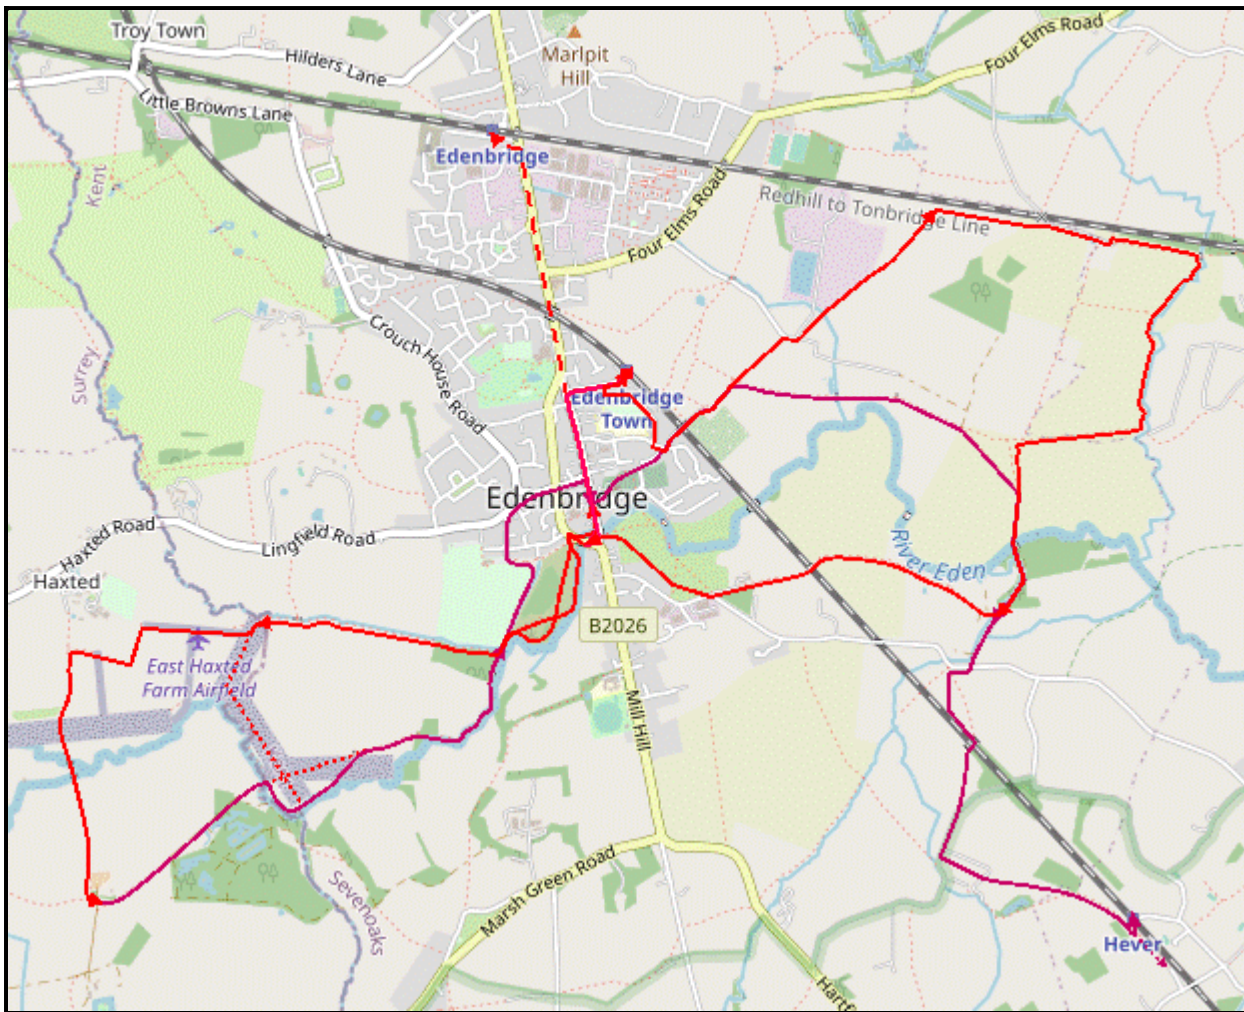 Troy Town
Hilders Lane
Marlpit
Hill
Four Elms Road
Little Browns Lane
Edenbridge
Kent
Redhill to Tonbridge Line
Four Elms Road
Surrey
Crouch House Road
Edenbridge
Town
Edenbridge
Haxted Road
Lingfield Road
River Eden
Haxted
B2026
East Haxted
Farm Airfield
Mill Hill
Marsh Green Road
Sevenoaks
Hever
Hartf